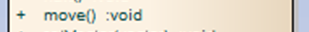 + move() :void